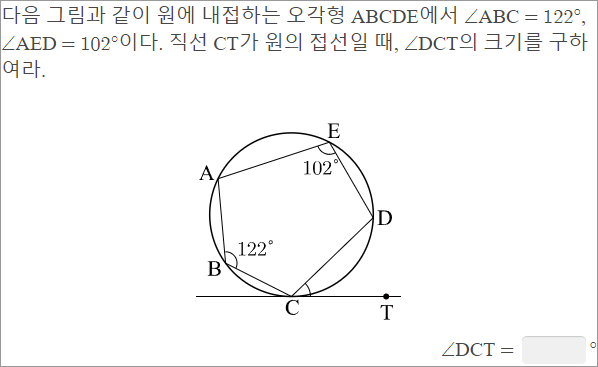 다음 그림과 같이 원에 내접하는 오각형 ABCDE에서 ∠ABC = 122°,
∠AED = 102°이다. 직선 CT가 원의 접선일 때, ∠DCT의 크기를 구하
여라.
E
A
102°
D
122°
B
C
T
∠DCT = °